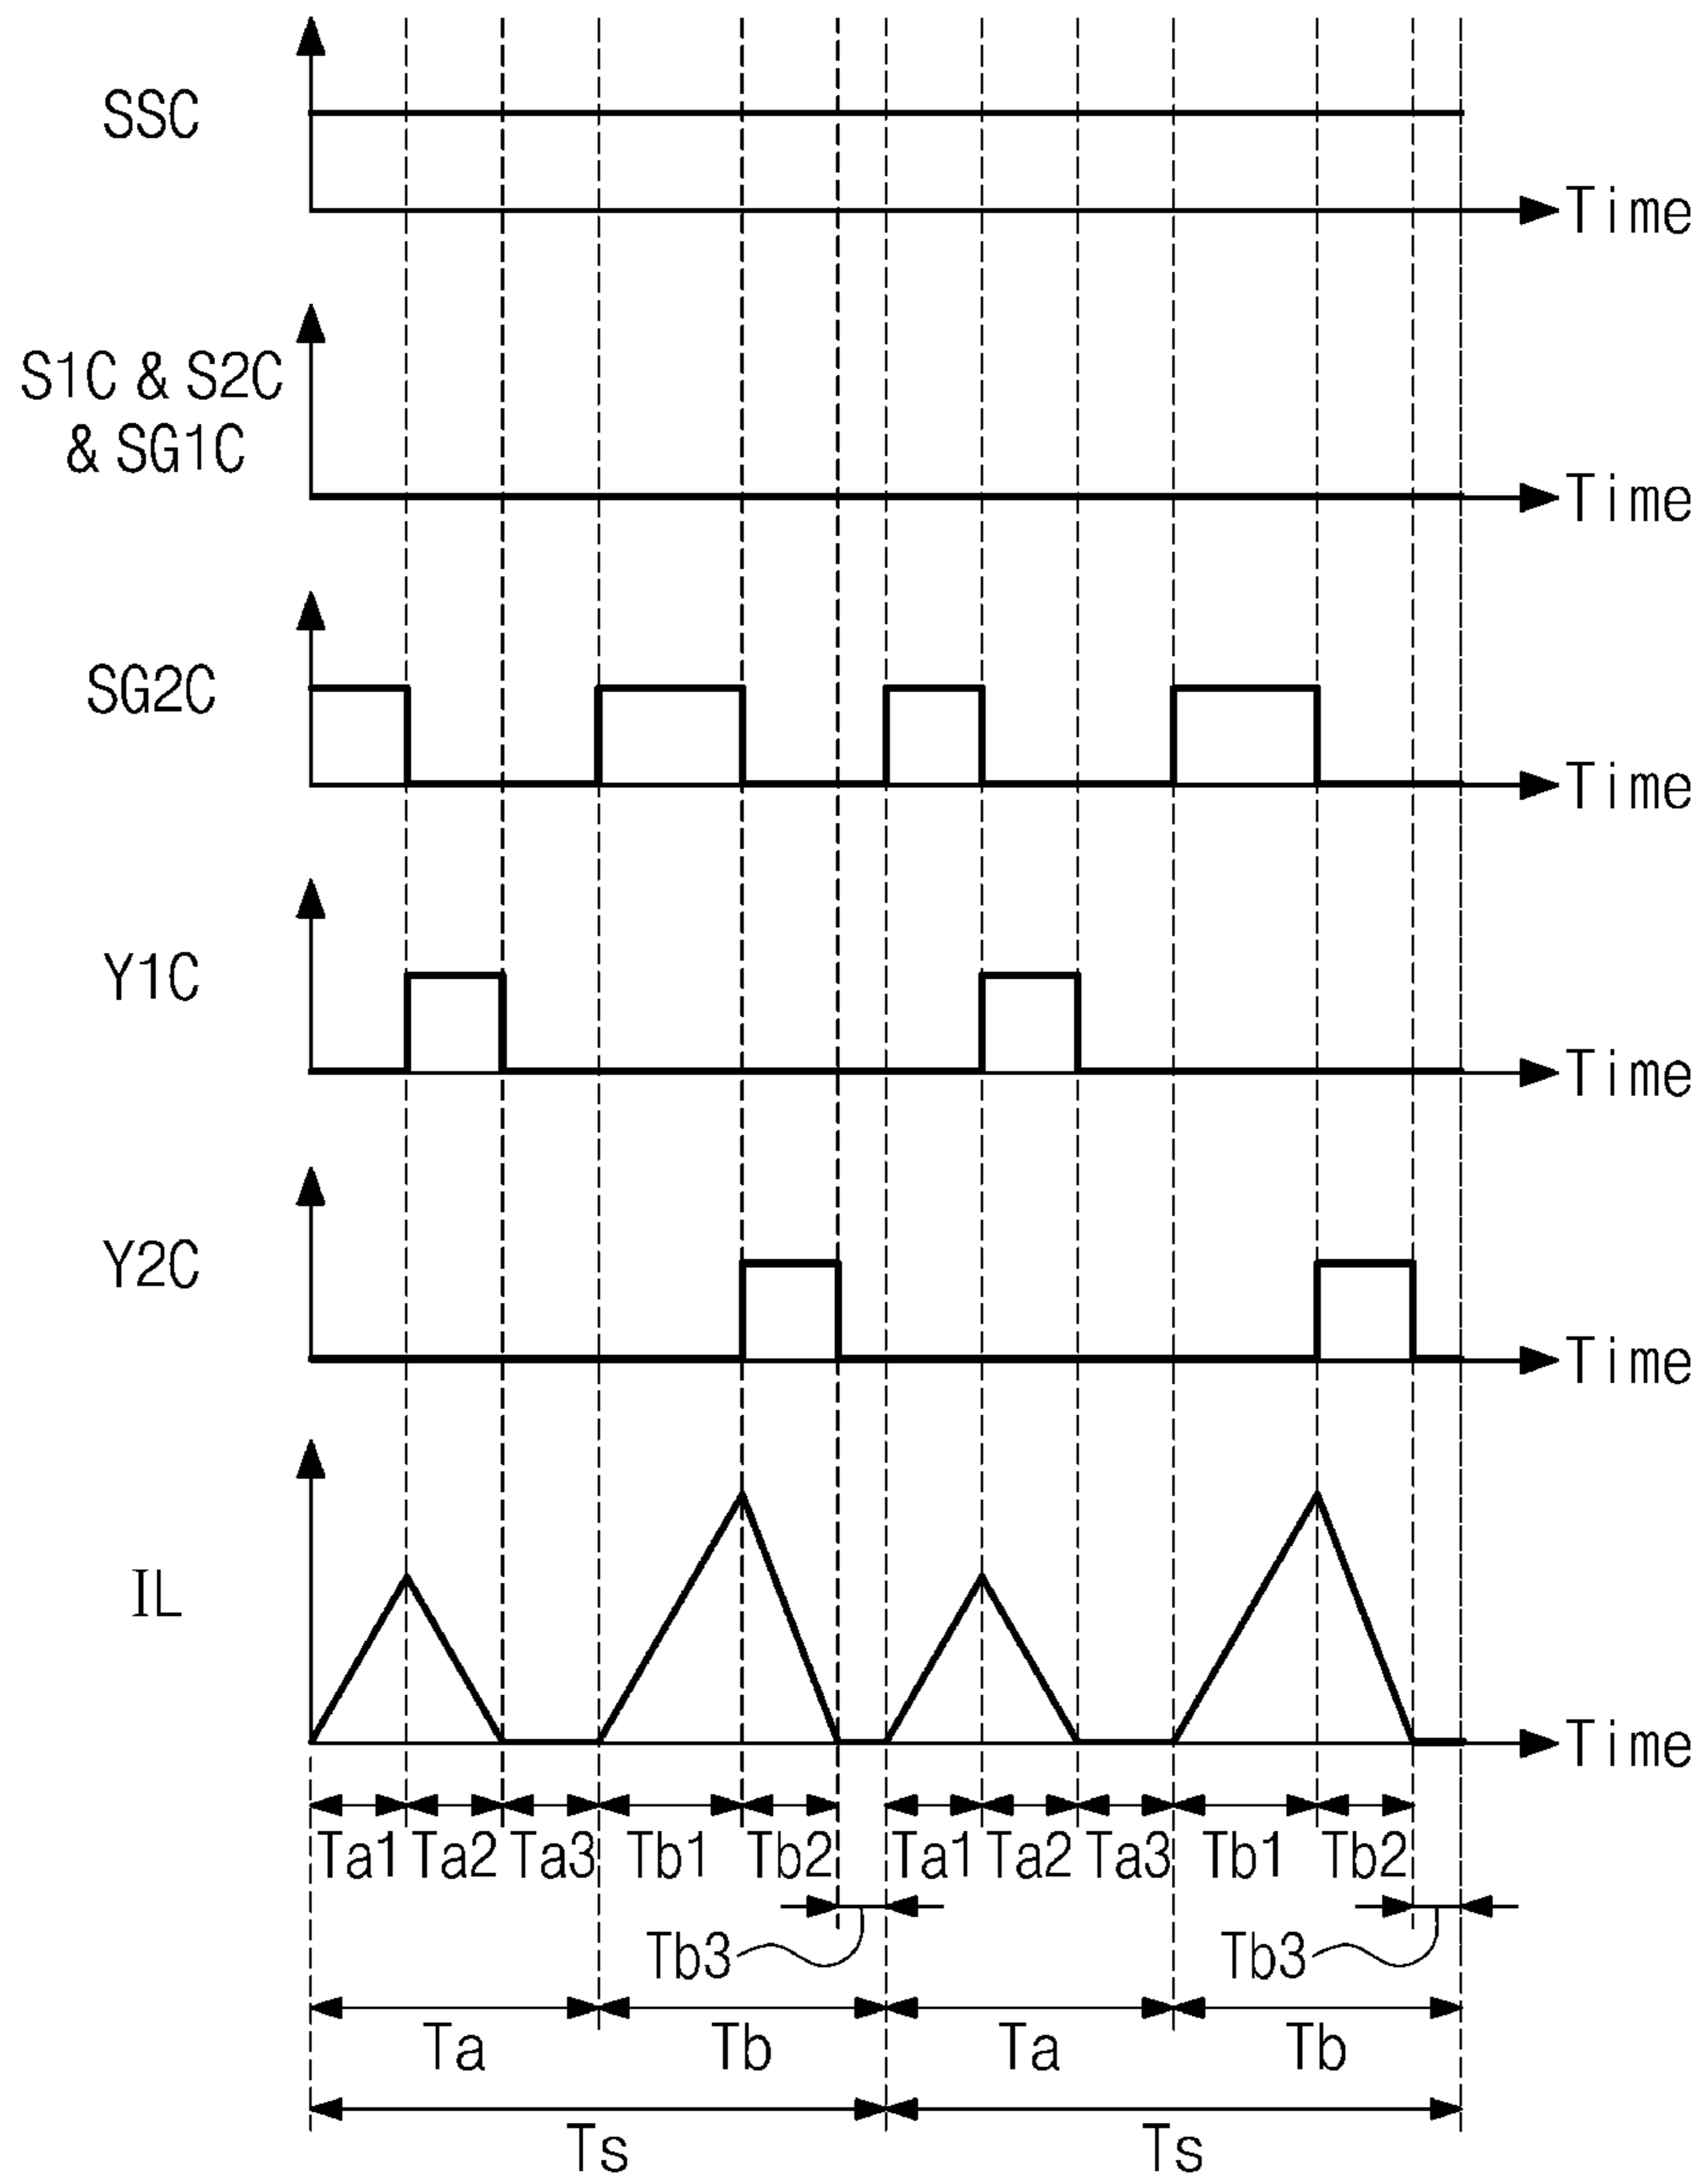 SSC
Time
S1C & S2C
& SG1C
Time
SG2C
Time
Y1C
Time
Y2C
Time
IL
Time
Ta1 Ta2 Ta3 Tb1 Tb2 Ta1 Ta2 Ta3 Tb1 Tb2
Tb3 Tb3
Ta Tb Ta Tb
Ts Ts